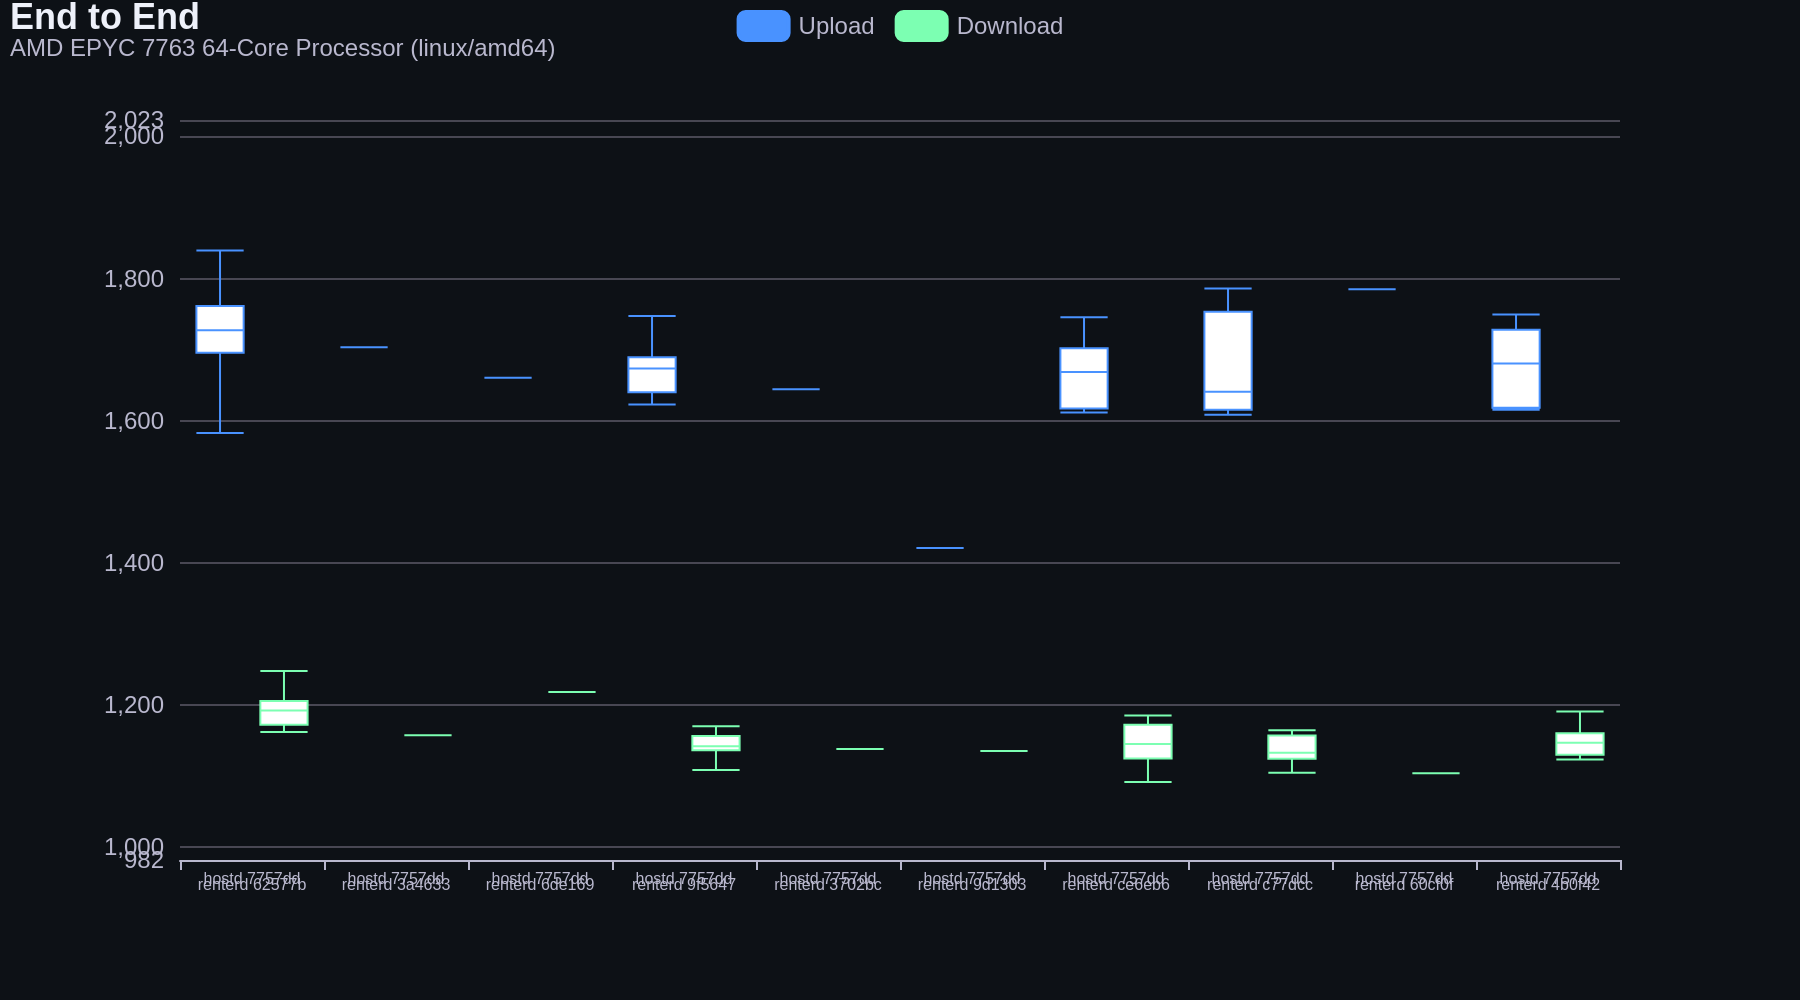 End to End
AMD EPYC 7763 64-Core Processor (linux/amd64)
Upload
Download
2,023
2,000
1,800
1,600
1,400
1,200
1,000
982
hostd 7757dd
renterd 62577b
hostd 7757dd
renterd 3a4633
hostd 7757dd
renterd 6de169
hostd 7757dd
renterd 9f5647
hostd 7757dd
renterd 3702bc
hostd 7757dd
renterd 9d1303
hostd 7757dd
renterd ce6eb6
hostd 7757dd
renterd c77dcc
hostd 7757dd
renterd 60cf0f
hostd 7757dd
renterd 4b0f42